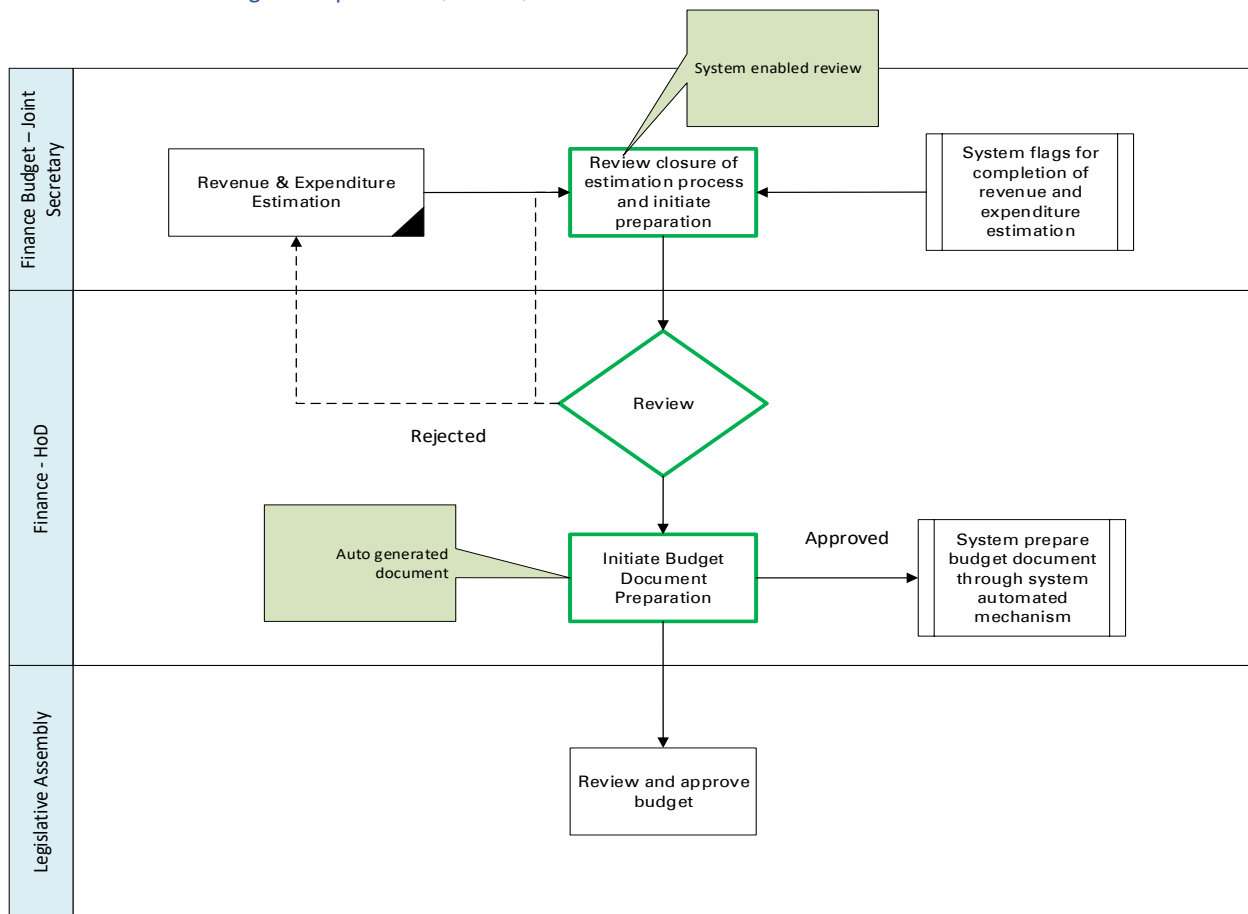 System enabled review
Finance Budget – Joint
Secretary
Revenue & Expenditure
Estimation
Review closure of
estimation process
and initiate
preparation
System flags for
completion of
revenue and
expenditure
estimation
Finance - HoD
Review
Rejected
Auto generated
document
Initiate Budget
Document
Preparation
Approved
System prepare
budget document
through system
automated
mechanism
Legislative Assembly
Review and approve
budget